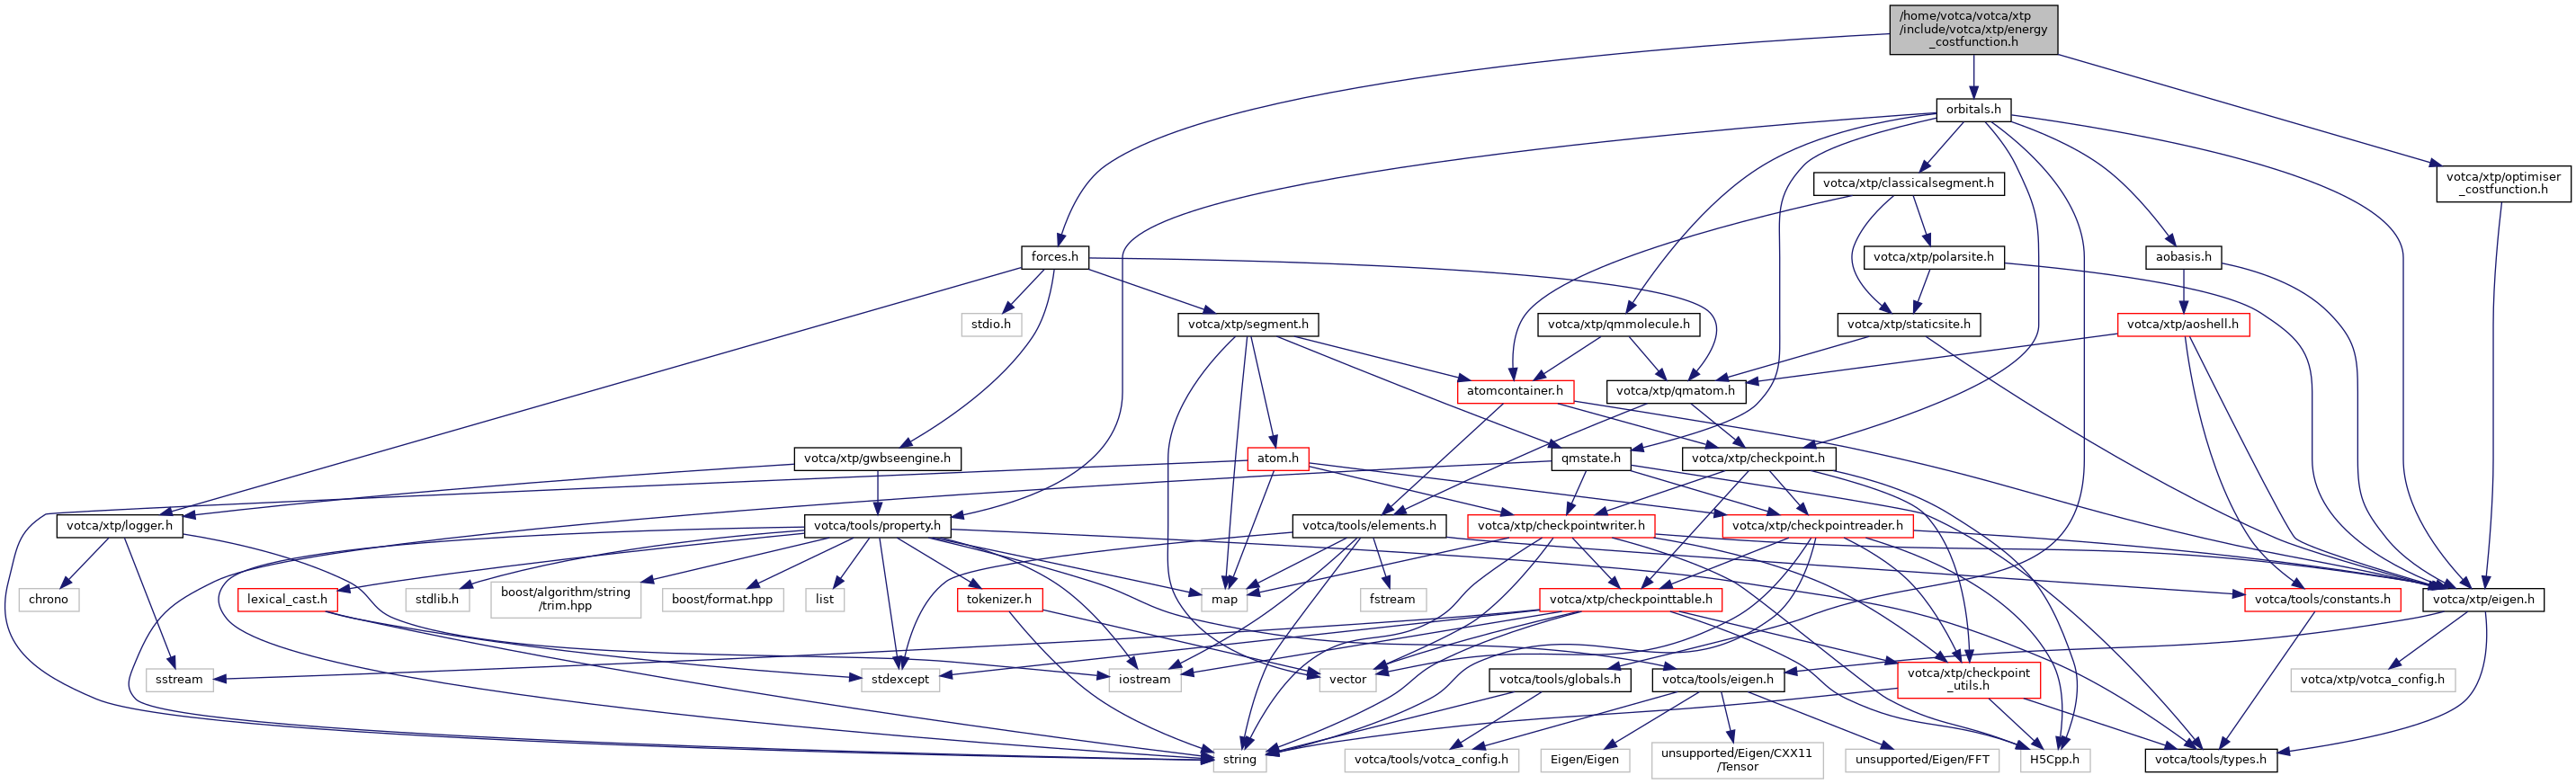 /home/votca/votca/xtp
/include/votca/xtp/energy
_costfunction.h
orbitals.h
votca/xtp/classicalsegment.h
votca/xtp/optimiser
_costfunction.h
forces.h
votca/xtp/polarsite.h
aobasis.h
stdio.h
votca/xtp/segment.h
votca/xtp/qmmolecule.h
votca/xtp/staticsite.h
votca/xtp/aoshell.h
atomcontainer.h
votca/xtp/qmatom.h
votca/xtp/gwbseengine.h
atom.h
qmstate.h
votca/xtp/checkpoint.h
votca/xtp/logger.h
votca/tools/property.h
votca/tools/elements.h
votca/xtp/checkpointwriter.h
votca/xtp/checkpointreader.h
chrono
lexical_cast.h
stdlib.h
boost/algorithm/string
/trim.hpp
boost/format.hpp
list
tokenizer.h
map
fstream
votca/xtp/checkpointtable.h
votca/tools/constants.h
votca/xtp/eigen.h
sstream
stdexcept
iostream
vector
votca/tools/globals.h
votca/tools/eigen.h
votca/xtp/checkpoint
_utils.h
votca/xtp/votca_config.h
string
votca/tools/votca_config.h
Eigen/Eigen
unsupported/Eigen/CXX11
/Tensor
unsupported/Eigen/FFT
H5Cpp.h
votca/tools/types.h